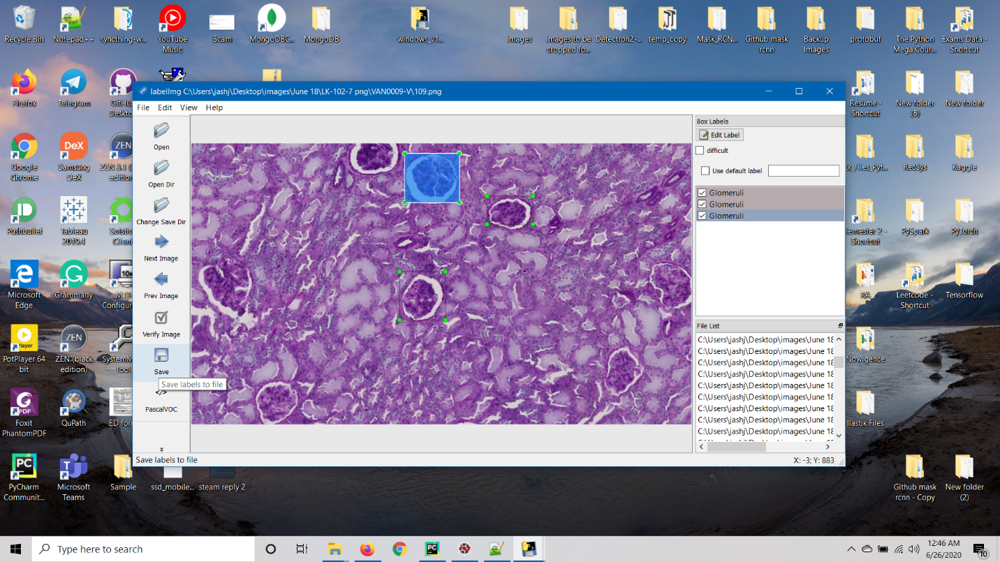 Recycle Bin
Notepad++
syncthing-w...
YouTube Music
Scam
MongoDBC...
MongoDB
windows_v1...
images
images to be cropped fo...
Detectron2-...
temp_copy
Mask_RCN...
Github mask rcnn
Backup Images
protobuf
The Python Mega Cour...
Exams Data - Shortcut
Firefox
Telegram
GitHu
Deskto
labelImg C:\Users\jashj\Desktop\images\June 18\LK-102-7 png\VAN0009-V\109.png
File Edit View Help
Open
Open Dir
Change Save Dir
Next Image
Prev Image
Verify Image
Save
Save labels to file
</>
PascalVOC
Save labels to file
X: -3; Y: 883
Box Labels
Edit Label
difficult
Use default label
Glomeruli
Glomeruli
Glomeruli
File List
C:\Users\jashj\Desktop\images\June 18
C:\Users\jashj\Desktop\images\June 18
C:\Users\jashj\Desktop\images\June 18
C:\Users\jashj\Desktop\images\June 18
C:\Users\jashj\Desktop\images\June 18
C:\Users\jashj\Desktop\images\June 18
C:\Users\jashj\Desktop\images\June 18
C:\Users\jashj\Desktop\images\June 18
C:\Users\jashj\Desktop\images\June 18
Resume - Shortcut
New folder (5)
New folder
Google Chrome
DeX
Samsung DeX
ZEN
ZEN 3.1 (
edition)
RecSys
Kaggle
Pushbullet
Tableau 2019.4
Client
Semester 2 - Shortcut
PySpark
PyTorch
Microsoft Edge
Grammarly
10x
MTB
Configur
RA
Leetcode - Shortcut
Tensorflow
Player
PotPlayer 64 bit
ZEN
ZEN (black edition)
SystemM
Tool
Nowigence
PDF
Foxit PhantomPDF
QuPath
ED for
Ilastik Files
PC
PyCharm Communit...
Microsoft Teams
Sample
ssd_mobile...
steam reply 2
Github mask rcnn - Copy
New folder (2)
Type here to search
12:46 AM
6/26/2020
10